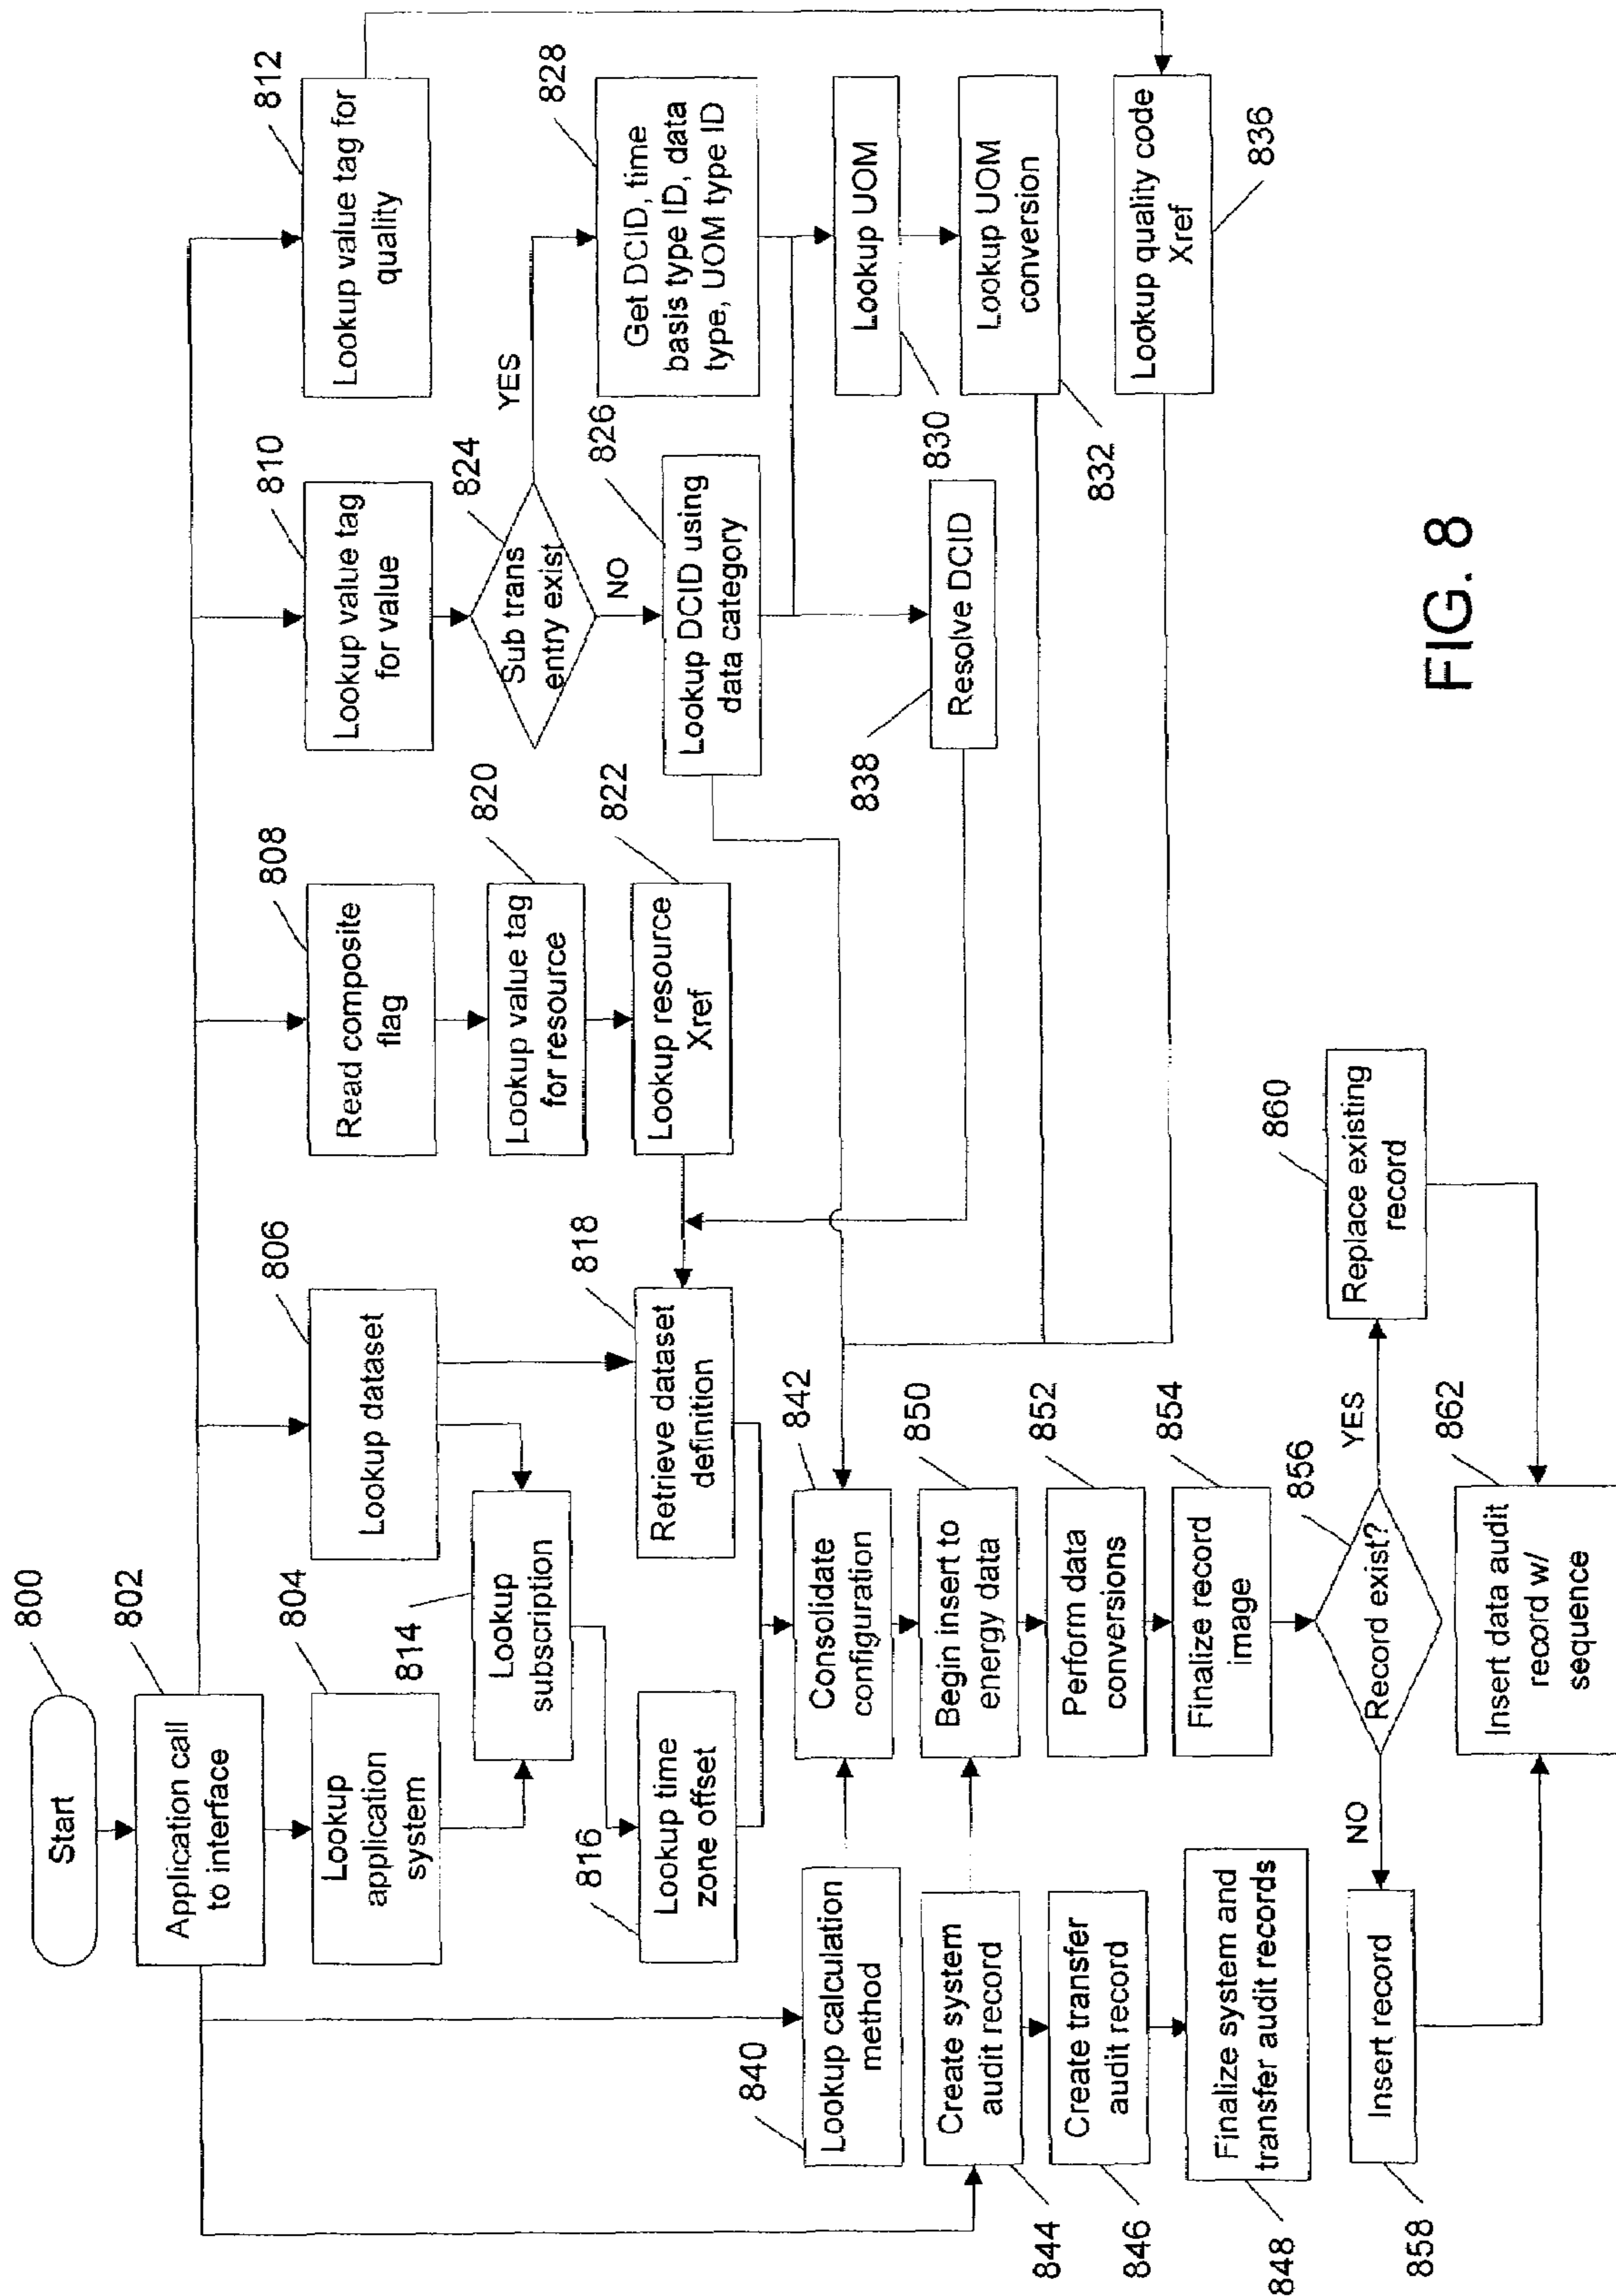 800
Start
802
Application call
to interface
804
Lookup
application
system
806
Lookup dataset
808
Read composite
flag
810
Lookup value tag
for value
812
Lookup value tag for
quality
814
Lookup
subscription
816
Lookup time
zone offset
818
Retrieve dataset
definition
820
Lookup value tag
for resource
822
Lookup resource
Xref
824
Sub trans
entry exist
YES
NO
826
Lookup DCID using
data category
828
Get DCID, time
basis type ID, data
type, UOM type ID
830
Lookup UOM
832
Lookup UOM
conversion
836
Lookup quality code
Xref
838
Resolve DCID
840
Lookup calculation
method
842
Consolidate
configuration
844
Create system
audit record
846
Create transfer
audit record
848
Finalize system and
transfer audit records
850
Begin insert to
energy data
852
Perform data
conversions
854
Finalize record
image
856
Record exist?
YES
NO
858
Insert record
860
Replace existing
record
862
Insert data audit
record w/
sequence
FIG. 8